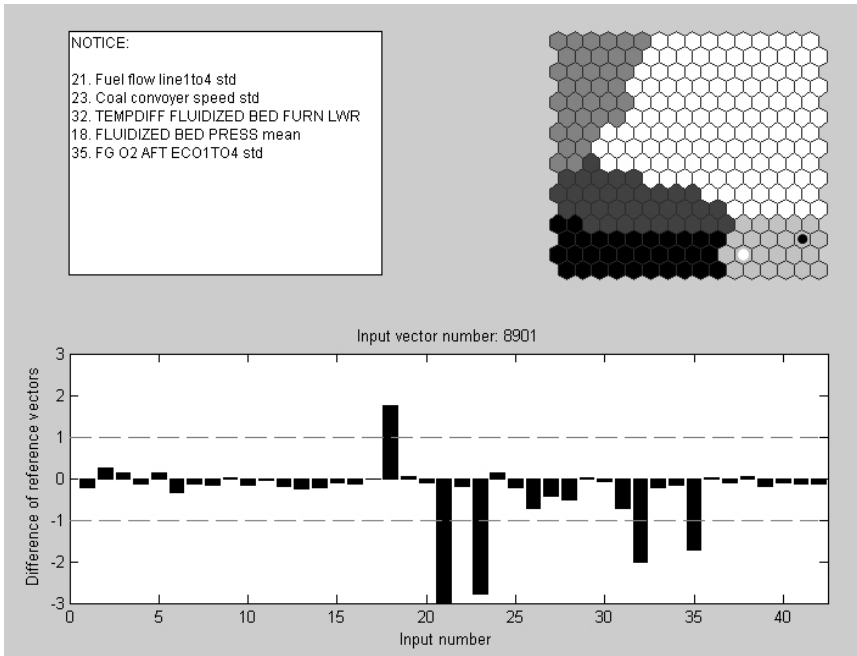 NOTICE:
21. Fuel flow line1to4 std
23. Coal convoyer speed std
32. TEMPDIFF FLUIDIZED BED FURN LWR
18. FLUIDIZED BED PRESS mean
35. FG O2 AFT ECO1TO4 std
Input vector number: 8901
Difference of reference vectors
3
2
1
0
-1
-2
-3
0 5 10 15 20 25 30 35 40
Input number